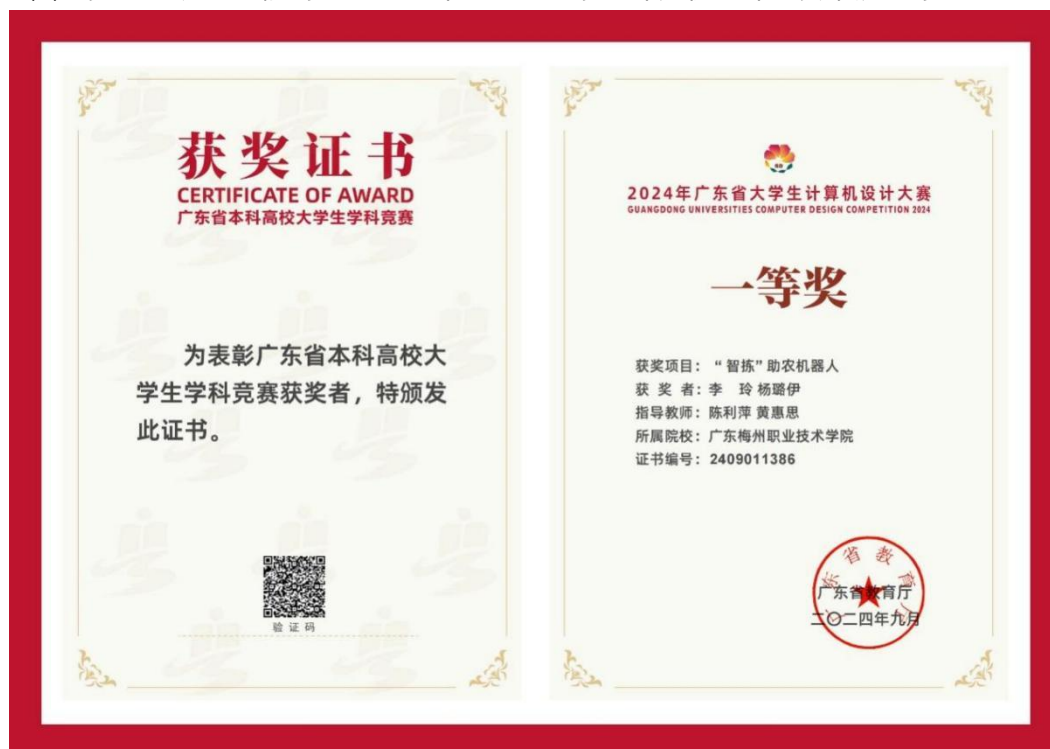 获奖证书
CERTIFICATE OF AWARD
广东省本科高校大学生学科竞赛
为表彰广东省本科高校大
学生学科竞赛获奖者，特颁发
此证书。
验证码
2024年广东省大学生计算机设计大赛
GUANGDONG UNIVERSITIES COMPUTER DESIGN COMPETITION 2024
一等奖
获奖项目：“智拣”助农机器人
获 奖 者：李　玲 杨璐伊
指导教师：陈利萍 黄惠思
所属院校：广东梅州职业技术学院
证书编号：2409011386
广东省教育厅
广东省教育厅
二〇二四年九月